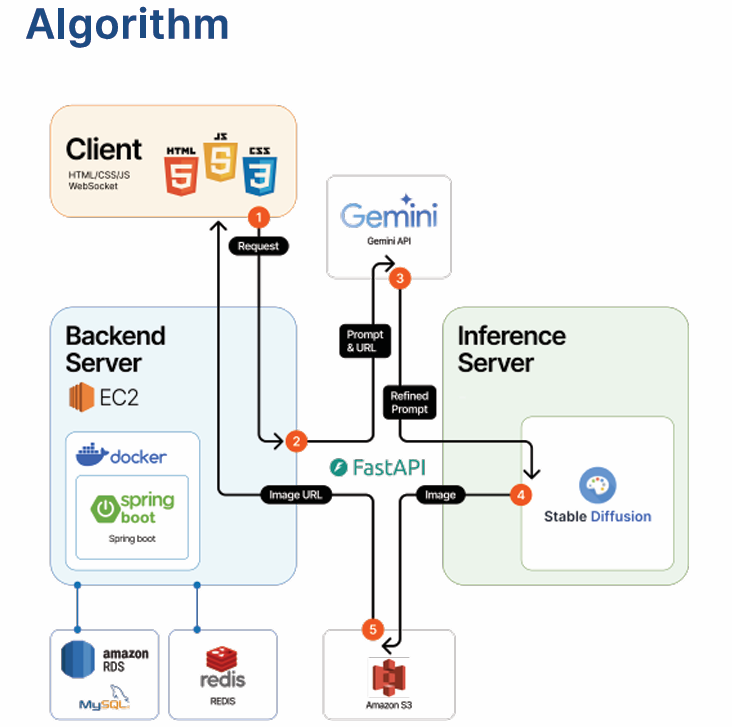 Algorithm
Client
HTML/CSS/JS
WebSocket
HTML
5
JS
5
CSS
3
1
Request
Gemini
Gemini API
3
Backend
Server
EC2
Prompt
& URL
Refined
Prompt
Inference
Server
docker
spring
boot
Spring boot
2
FastAPI
Image URL
Image
4
Stable Diffusion
5
amazon
RDS
MySQL
redis
REDIS
Amazon S3